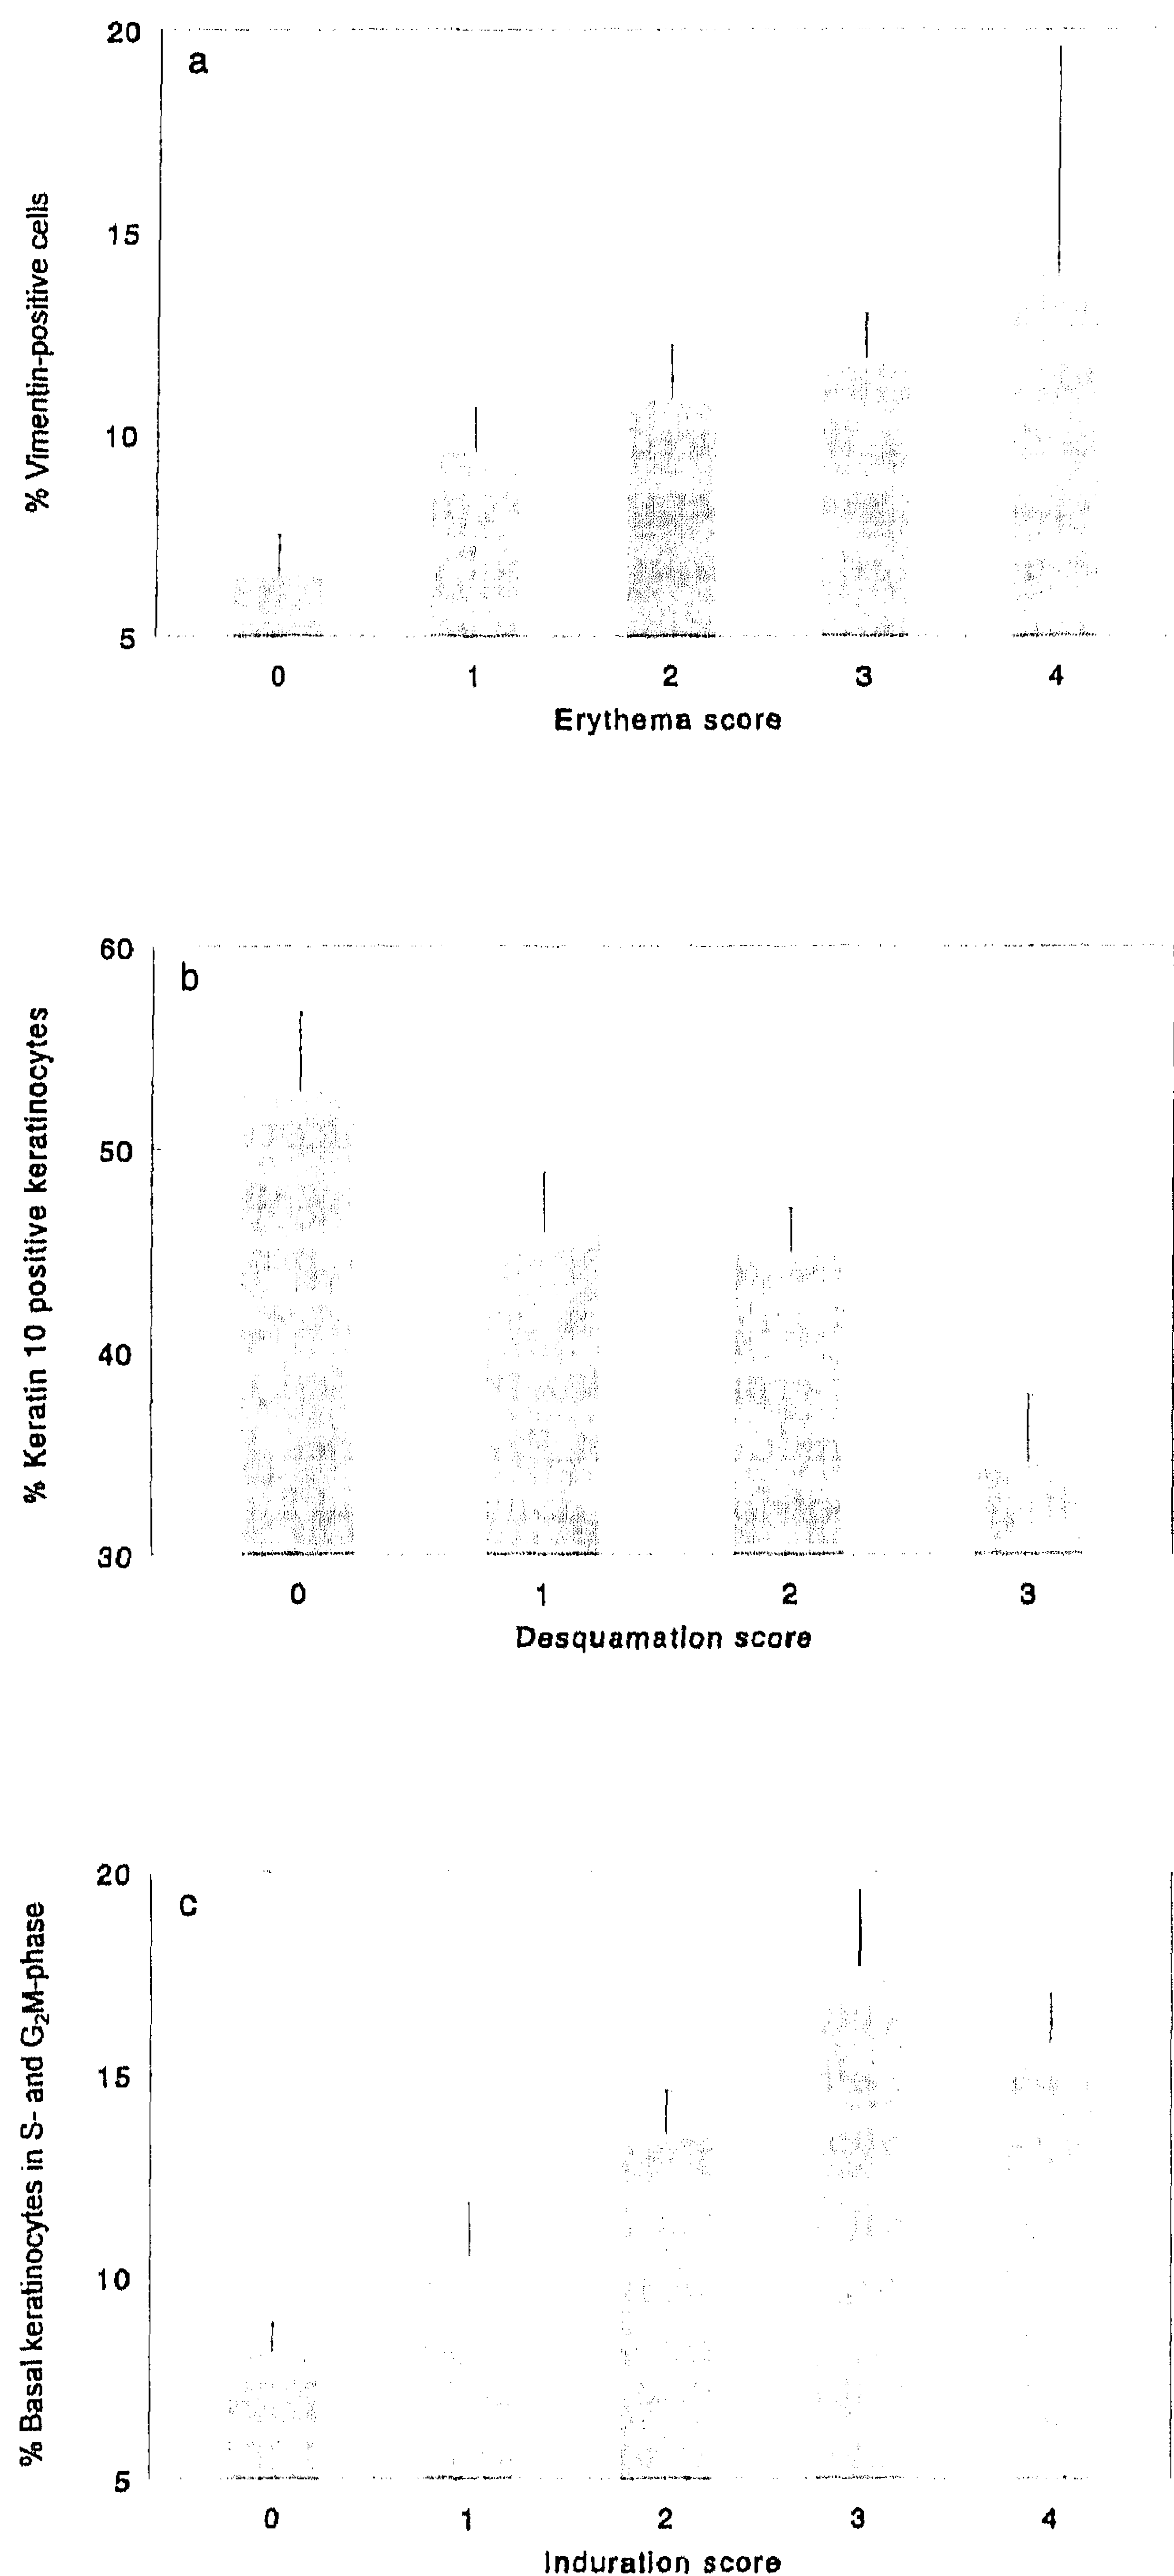 20
a
15
10
5
% Vimentin-positive cells
0 1 2 3 4
Erythema score
60
b
50
40
30
% Keratin 10 positive keratinocytes
0 1 2 3
Desquamation score
20
c
15
10
5
% Basal keratinocytes in S- and G₂M-phase
0 1 2 3 4
Induration score